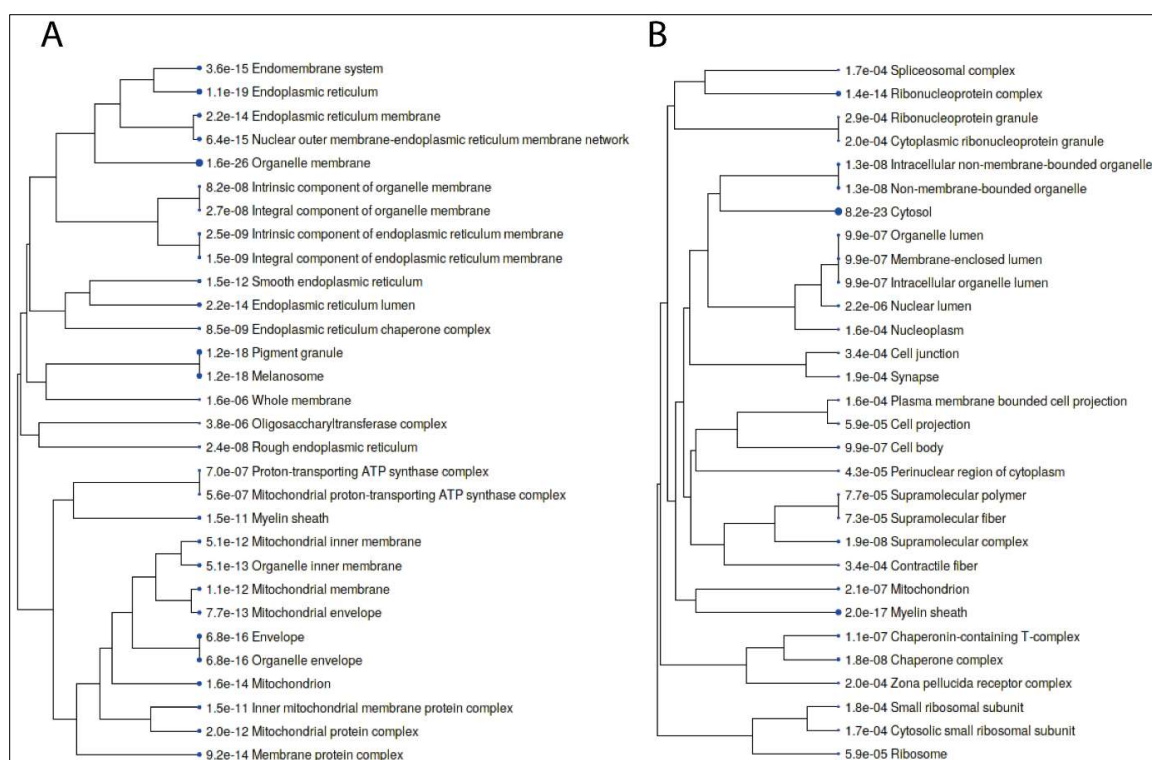 A
3.6e-15 Endomembrane system
1.1e-19 Endoplasmic reticulum
2.2e-14 Endoplasmic reticulum membrane
6.4e-15 Nuclear outer membrane-endoplasmic reticulum membrane network
1.6e-26 Organelle membrane
8.2e-08 Intrinsic component of organelle membrane
2.7e-08 Integral component of organelle membrane
2.5e-09 Intrinsic component of endoplasmic reticulum membrane
1.5e-09 Integral component of endoplasmic reticulum membrane
1.5e-12 Smooth endoplasmic reticulum
2.2e-14 Endoplasmic reticulum lumen
8.5e-09 Endoplasmic reticulum chaperone complex
1.2e-18 Pigment granule
1.2e-18 Melanosome
1.6e-06 Whole membrane
3.8e-06 Oligosaccharyltransferase complex
2.4e-08 Rough endoplasmic reticulum
7.0e-07 Proton-transporting ATP synthase complex
5.6e-07 Mitochondrial proton-transporting ATP synthase complex
1.5e-11 Myelin sheath
5.1e-12 Mitochondrial inner membrane
5.1e-13 Organelle inner membrane
1.1e-12 Mitochondrial membrane
7.7e-13 Mitochondrial envelope
6.8e-16 Envelope
6.8e-16 Organelle envelope
1.6e-14 Mitochondrion
1.5e-11 Inner mitochondrial membrane protein complex
2.0e-12 Mitochondrial protein complex
9.2e-14 Membrane protein complex
B
1.7e-04 Spliceosomal complex
1.4e-14 Ribonucleoprotein complex
2.9e-04 Ribonucleoprotein granule
2.0e-04 Cytoplasmic ribonucleoprotein granule
1.3e-08 Intracellular non-membrane-bounded organelle
1.3e-08 Non-membrane-bounded organelle
8.2e-23 Cytosol
9.9e-07 Organelle lumen
9.9e-07 Membrane-enclosed lumen
9.9e-07 Intracellular organelle lumen
2.2e-06 Nuclear lumen
1.6e-04 Nucleoplasm
3.4e-04 Cell junction
1.9e-04 Synapse
1.6e-04 Plasma membrane bounded cell projection
5.9e-05 Cell projection
9.9e-07 Cell body
4.3e-05 Perinuclear region of cytoplasm
7.7e-05 Supramolecular polymer
7.3e-05 Supramolecular fiber
1.9e-08 Supramolecular complex
3.4e-04 Contractile fiber
2.1e-07 Mitochondrion
2.0e-17 Myelin sheath
1.1e-07 Chaperonin-containing T-complex
1.8e-08 Chaperone complex
2.0e-04 Zona pellucida receptor complex
1.8e-04 Small ribosomal subunit
1.7e-04 Cytosolic small ribosomal subunit
5.9e-05 Ribosome